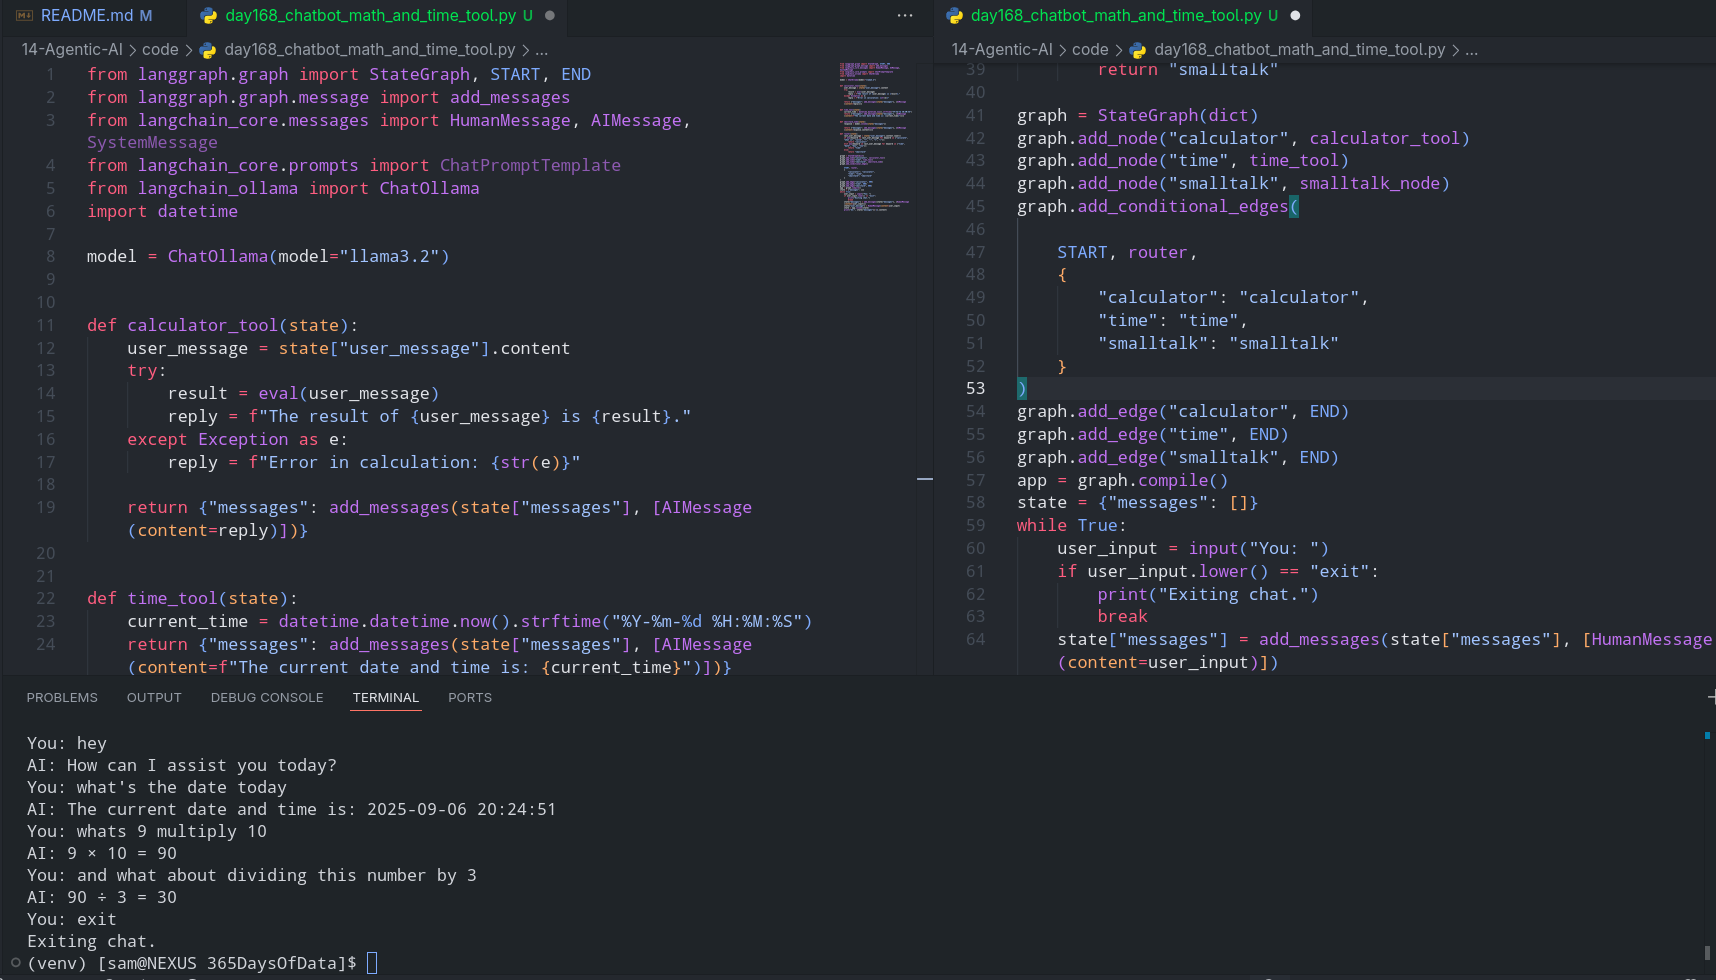 README.md M
day168_chatbot_math_and_time_tool.py U
14-Agentic-AI > code > day168_chatbot_math_and_time_tool.py > ...
1 from langgraph.graph import StateGraph, START, END
2 from langgraph.graph.message import add_messages
3 from langchain_core.messages import HumanMessage, AIMessage,
SystemMessage
4 from langchain_core.prompts import ChatPromptTemplate
5 from langchain_ollama import ChatOllama
6 import datetime
7
8 model = ChatOllama(model="llama3.2")
9
10
11 def calculator_tool(state):
12 user_message = state["user_message"].content
13 try:
14 result = eval(user_message)
15 reply = f"The result of {user_message} is {result}."
16 except Exception as e:
17 reply = f"Error in calculation: {str(e)}"
18
19 return {"messages": add_messages(state["messages"], [AIMessage
(content=reply)])}
20
21
22 def time_tool(state):
23 current_time = datetime.datetime.now().strftime("%Y-%m-%d %H:%M:%S")
24 return {"messages": add_messages(state["messages"], [AIMessage
(content=f"The current date and time is: {current_time}")])}
day168_chatbot_math_and_time_tool.py U
14-Agentic-AI > code > day168_chatbot_math_and_time_tool.py > ...
39 return "smalltalk"
40
41 graph = StateGraph(dict)
42 graph.add_node("calculator", calculator_tool)
43 graph.add_node("time", time_tool)
44 graph.add_node("smalltalk", smalltalk_node)
45 graph.add_conditional_edges(
46
47 START, router,
48 {
49 "calculator": "calculator",
50 "time": "time",
51 "smalltalk": "smalltalk"
52 }
53 )
54 graph.add_edge("calculator", END)
55 graph.add_edge("time", END)
56 graph.add_edge("smalltalk", END)
57 app = graph.compile()
58 state = {"messages": []}
59 while True:
60 user_input = input("You: ")
61 if user_input.lower() == "exit":
62 print("Exiting chat.")
63 break
64 state["messages"] = add_messages(state["messages"], [HumanMessage
(content=user_input)])
PROBLEMS OUTPUT DEBUG CONSOLE TERMINAL PORTS
You: hey
AI: How can I assist you today?
You: what's the date today
AI: The current date and time is: 2025-09-06 20:24:51
You: whats 9 multiply 10
AI: 9 × 10 = 90
You: and what about dividing this number by 3
AI: 90 ÷ 3 = 30
You: exit
Exiting chat.
(venv) [sam@NEXUS 365DaysOfData]$